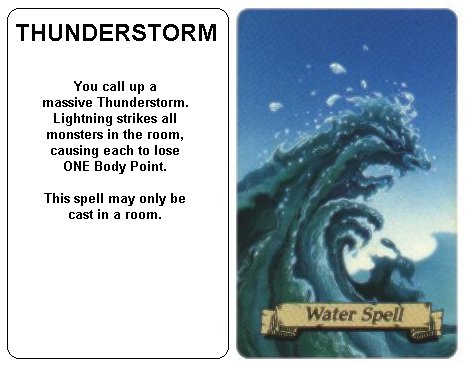 THUNDERSTORM
You call up a
massive Thunderstorm.
Lightning strikes all
monsters in the room,
causing each to lose
ONE Body Point.
This spell may only be
cast in a room.
Water Spell